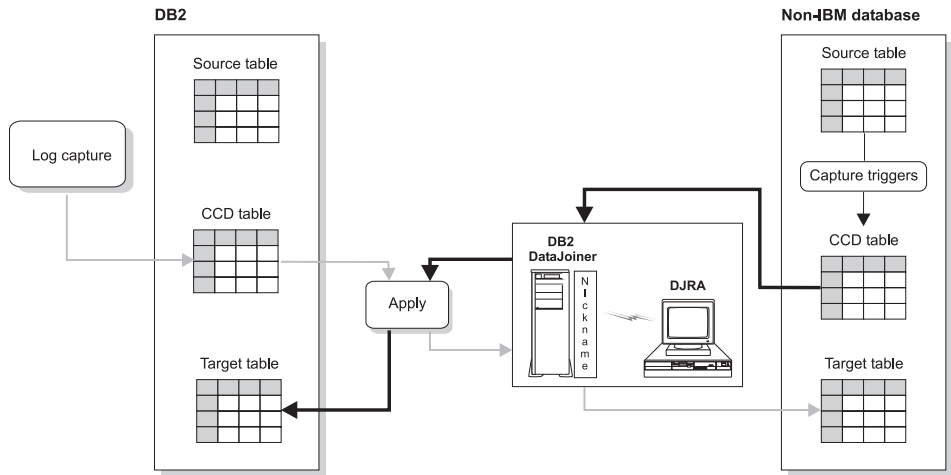 DB2
Source table
Log capture
CCD table
Apply
Target table
DB2
DataJoiner
NIckname
DJRA
Non-IBM database
Source table
Capture triggers
CCD table
Target table